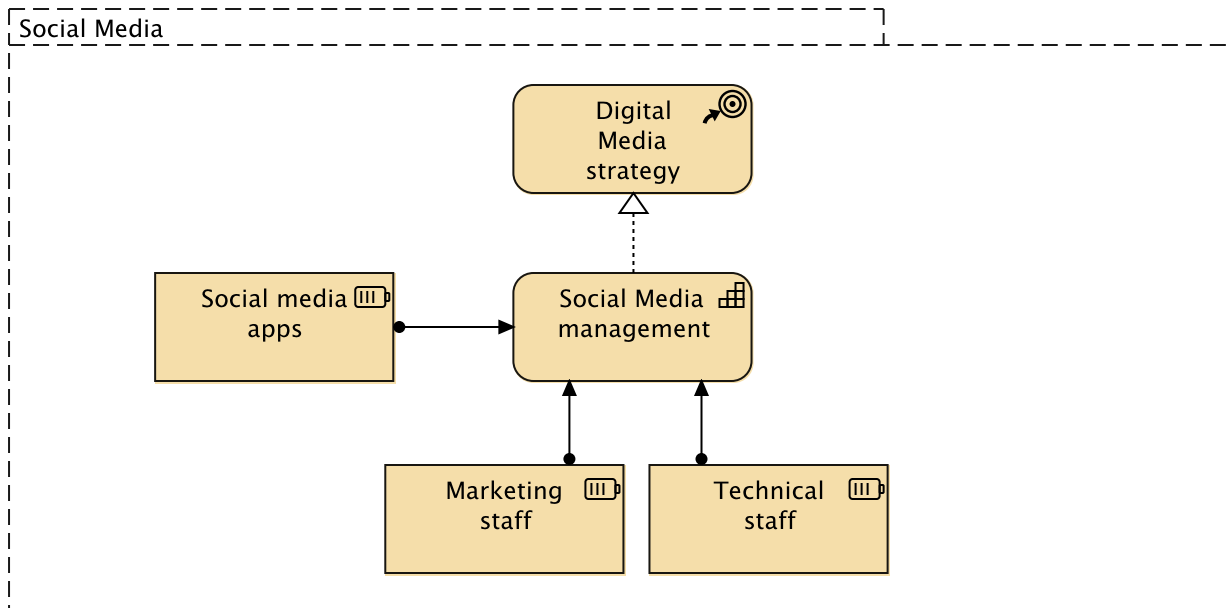 Social Media
Digital
Media
strategy
Social media
apps
Social Media
management
Marketing
staff
Technical
staff